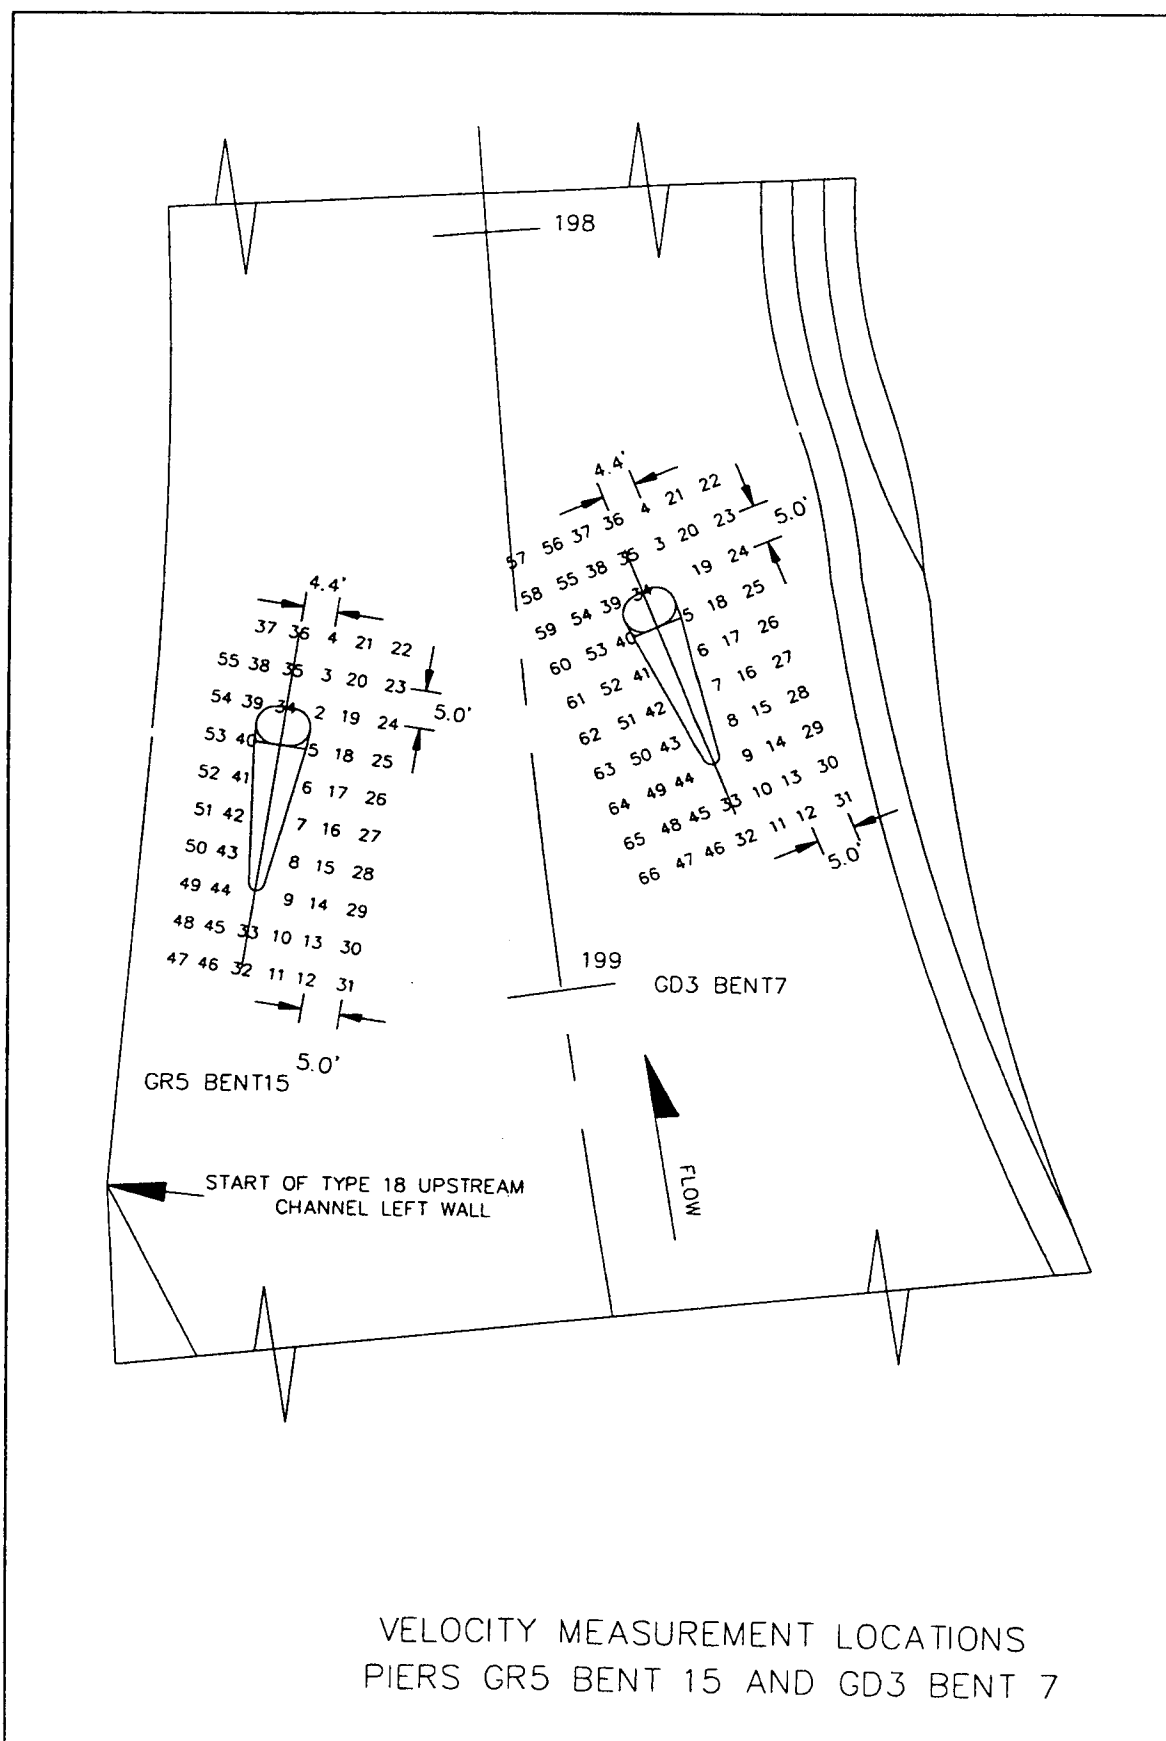 198
4.4'
57 56 37 36 4 21 22
58 55 38 35 3 20 23
5.0'
59 54 39 34 19 24
60 53 40 5 18 25
61 52 41 6 17 26
62 51 42 7 16 27
63 50 43 8 15 28
64 49 44 9 14 29
65 48 45 33 10 13 30
66 47 46 32 11 12 31
5.0'
4.4'
37 36 4 21 22
55 38 35 3 20 23
5.0'
54 39 34 2 19 24
53 40 5 18 25
52 41 6 17 26
51 42 7 16 27
50 43 8 15 28
49 44 9 14 29
48 45 33 10 13 30
47 46 32 11 12 31
5.0'
199
GD3 BENT7
GR5 BENT15
FLOW
START OF TYPE 18 UPSTREAM
CHANNEL LEFT WALL
VELOCITY MEASUREMENT LOCATIONS
PIERS GR5 BENT 15 AND GD3 BENT 7